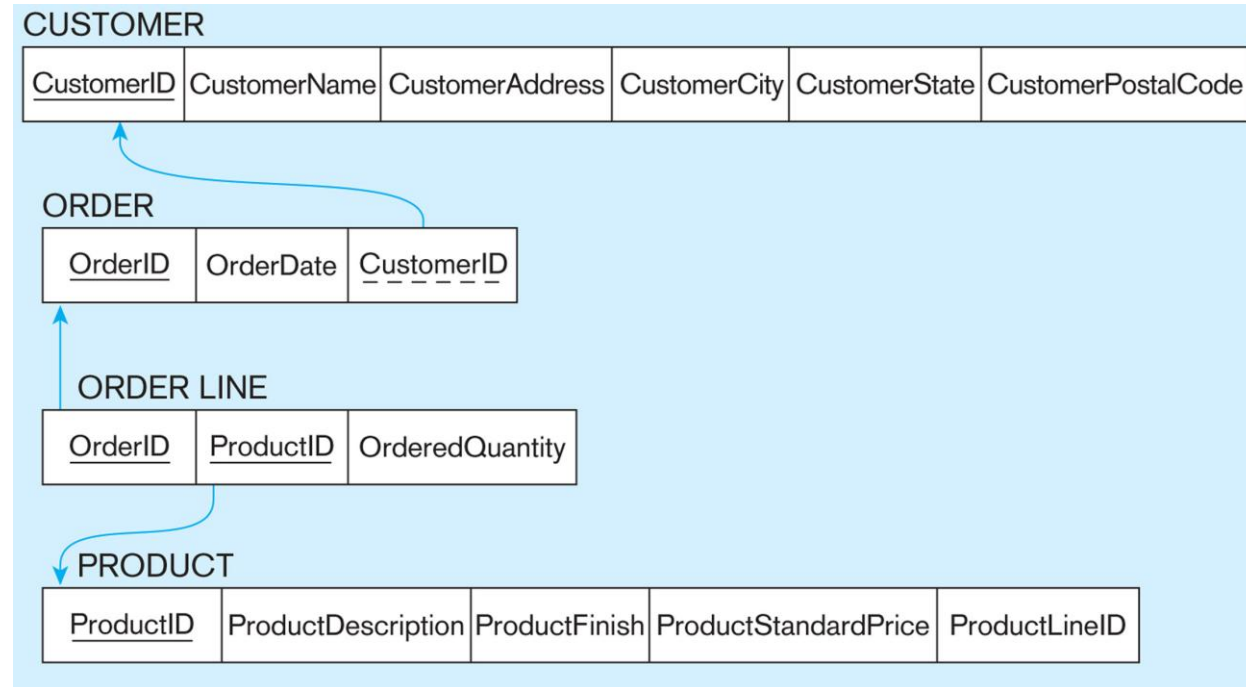 CUSTOMER
CustomerID CustomerName CustomerAddress CustomerCity CustomerState CustomerPostalCode
ORDER
OrderID OrderDate CustomerID
ORDER LINE
OrderID ProductID OrderedQuantity
PRODUCT
ProductID ProductDescription ProductFinish ProductStandardPrice ProductLineID